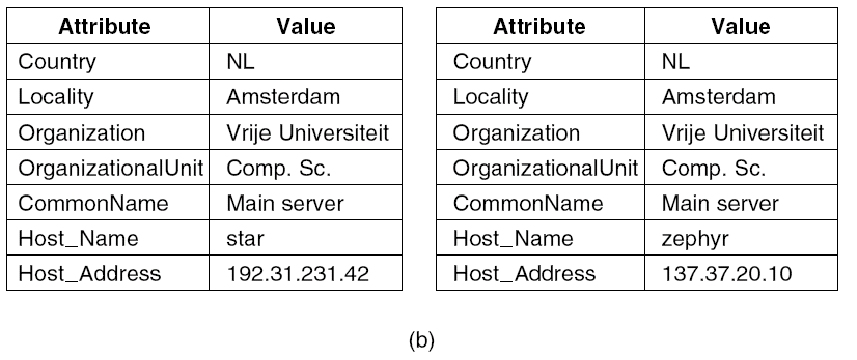 Attribute Value Attribute Value
Country NL Country NL
Locality Amsterdam Locality Amsterdam
Organization Vrije Universiteit Organization Vrije Universiteit
OrganizationalUnit Comp. Sc. OrganizationalUnit Comp. Sc.
CommonName Main server CommonName Main server
Host_Name star Host_Name zephyr
Host_Address 192.31.231.42 Host_Address 137.37.20.10
(b)